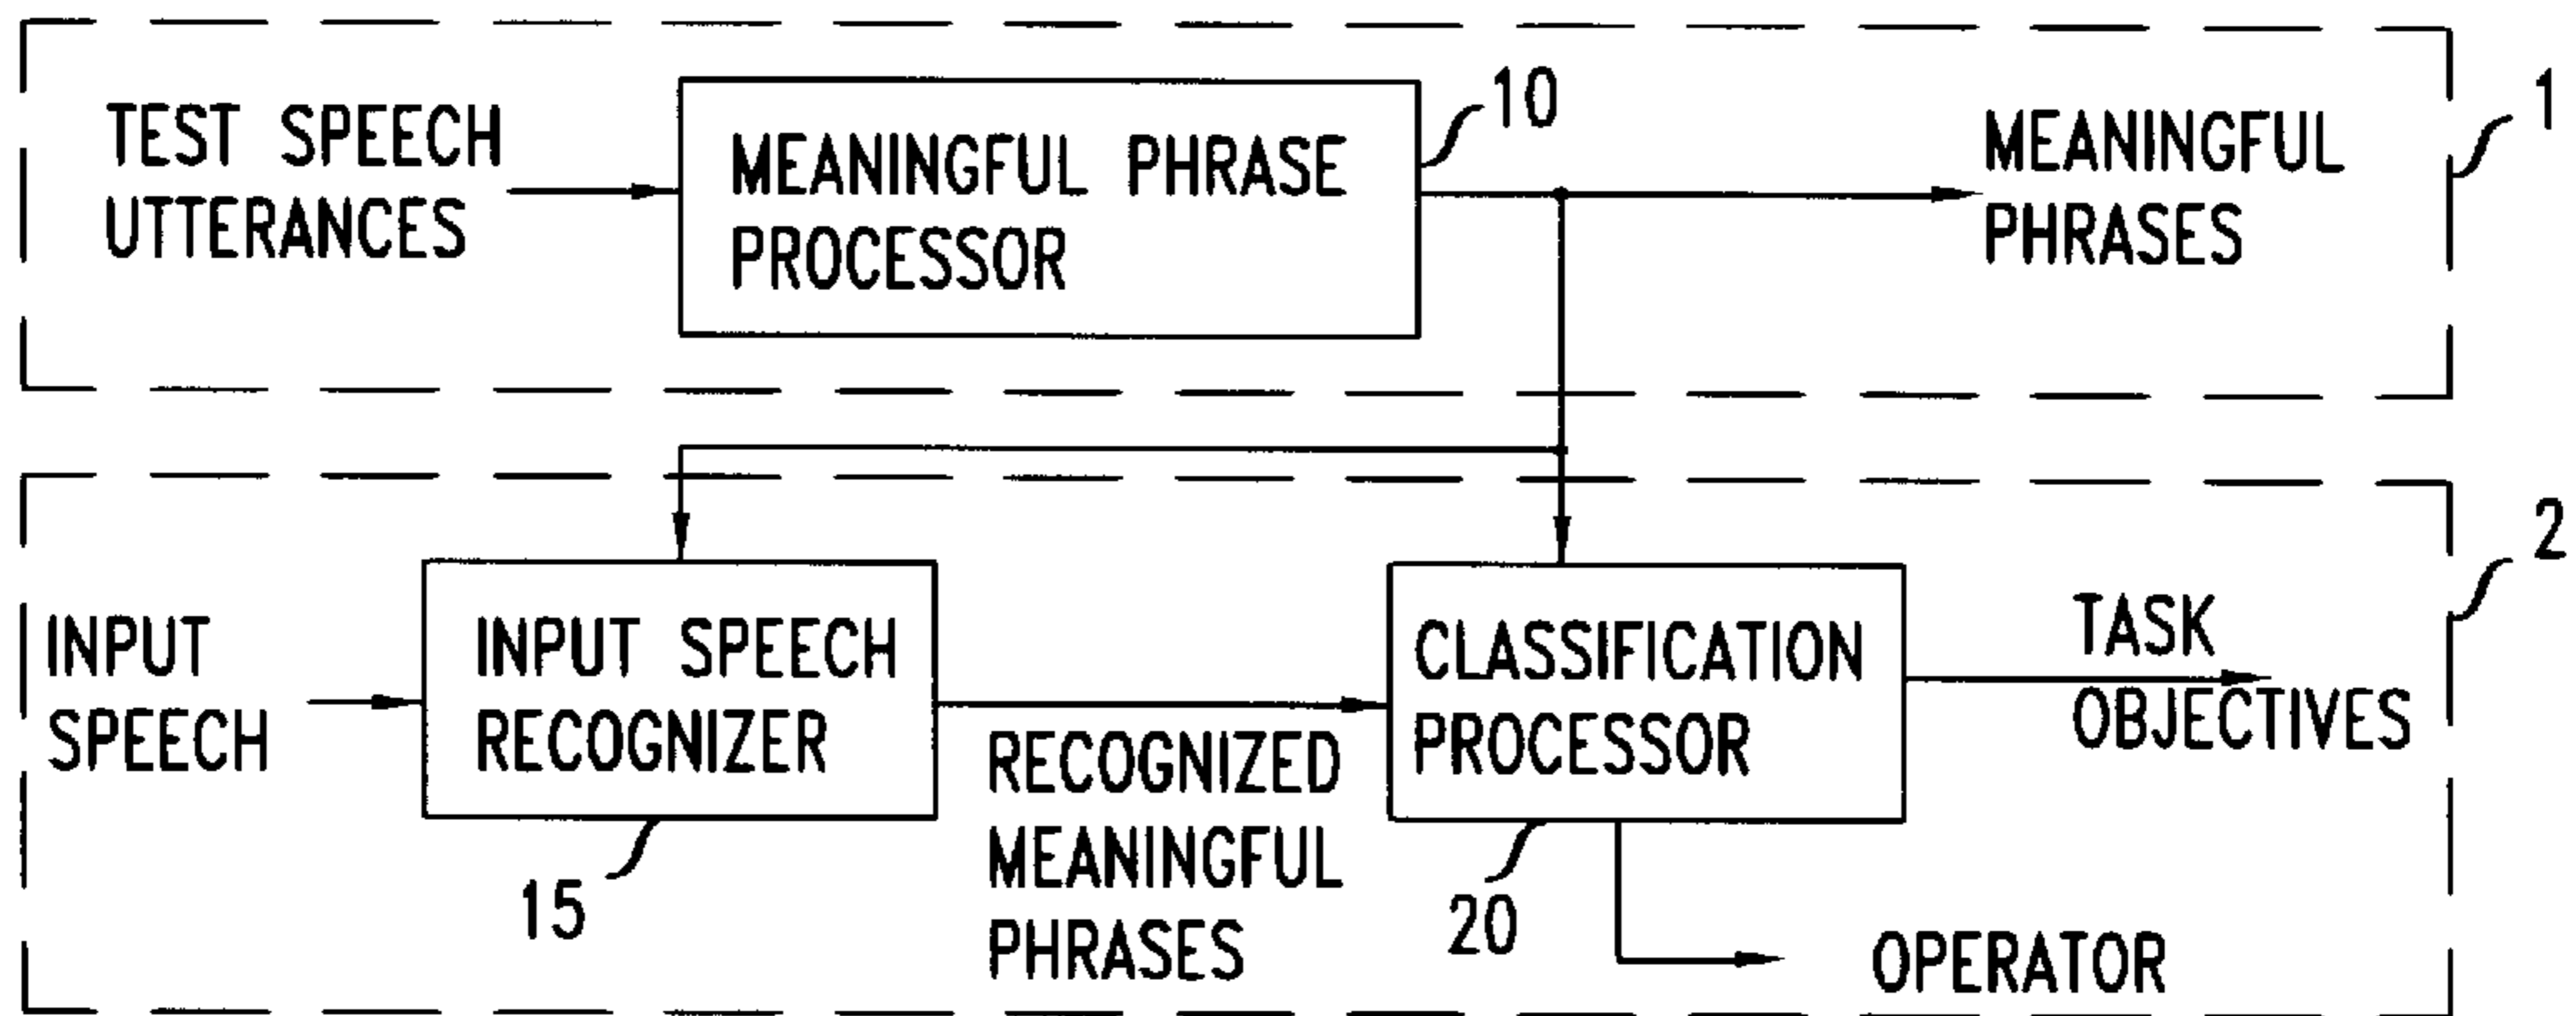 TEST SPEECH
UTTERANCES
MEANINGFUL PHRASE
PROCESSOR
10
MEANINGFUL
PHRASES
1
INPUT
SPEECH
INPUT SPEECH
RECOGNIZER
15
RECOGNIZED
MEANINGFUL
PHRASES
CLASSIFICATION
PROCESSOR
20
TASK
OBJECTIVES
2
OPERATOR